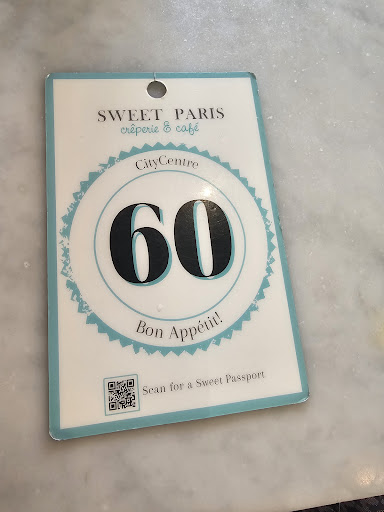 SWEET PARIS
crêperie & café
CityCentre
60
Bon Appétit!
Scan for a Sweet Passport